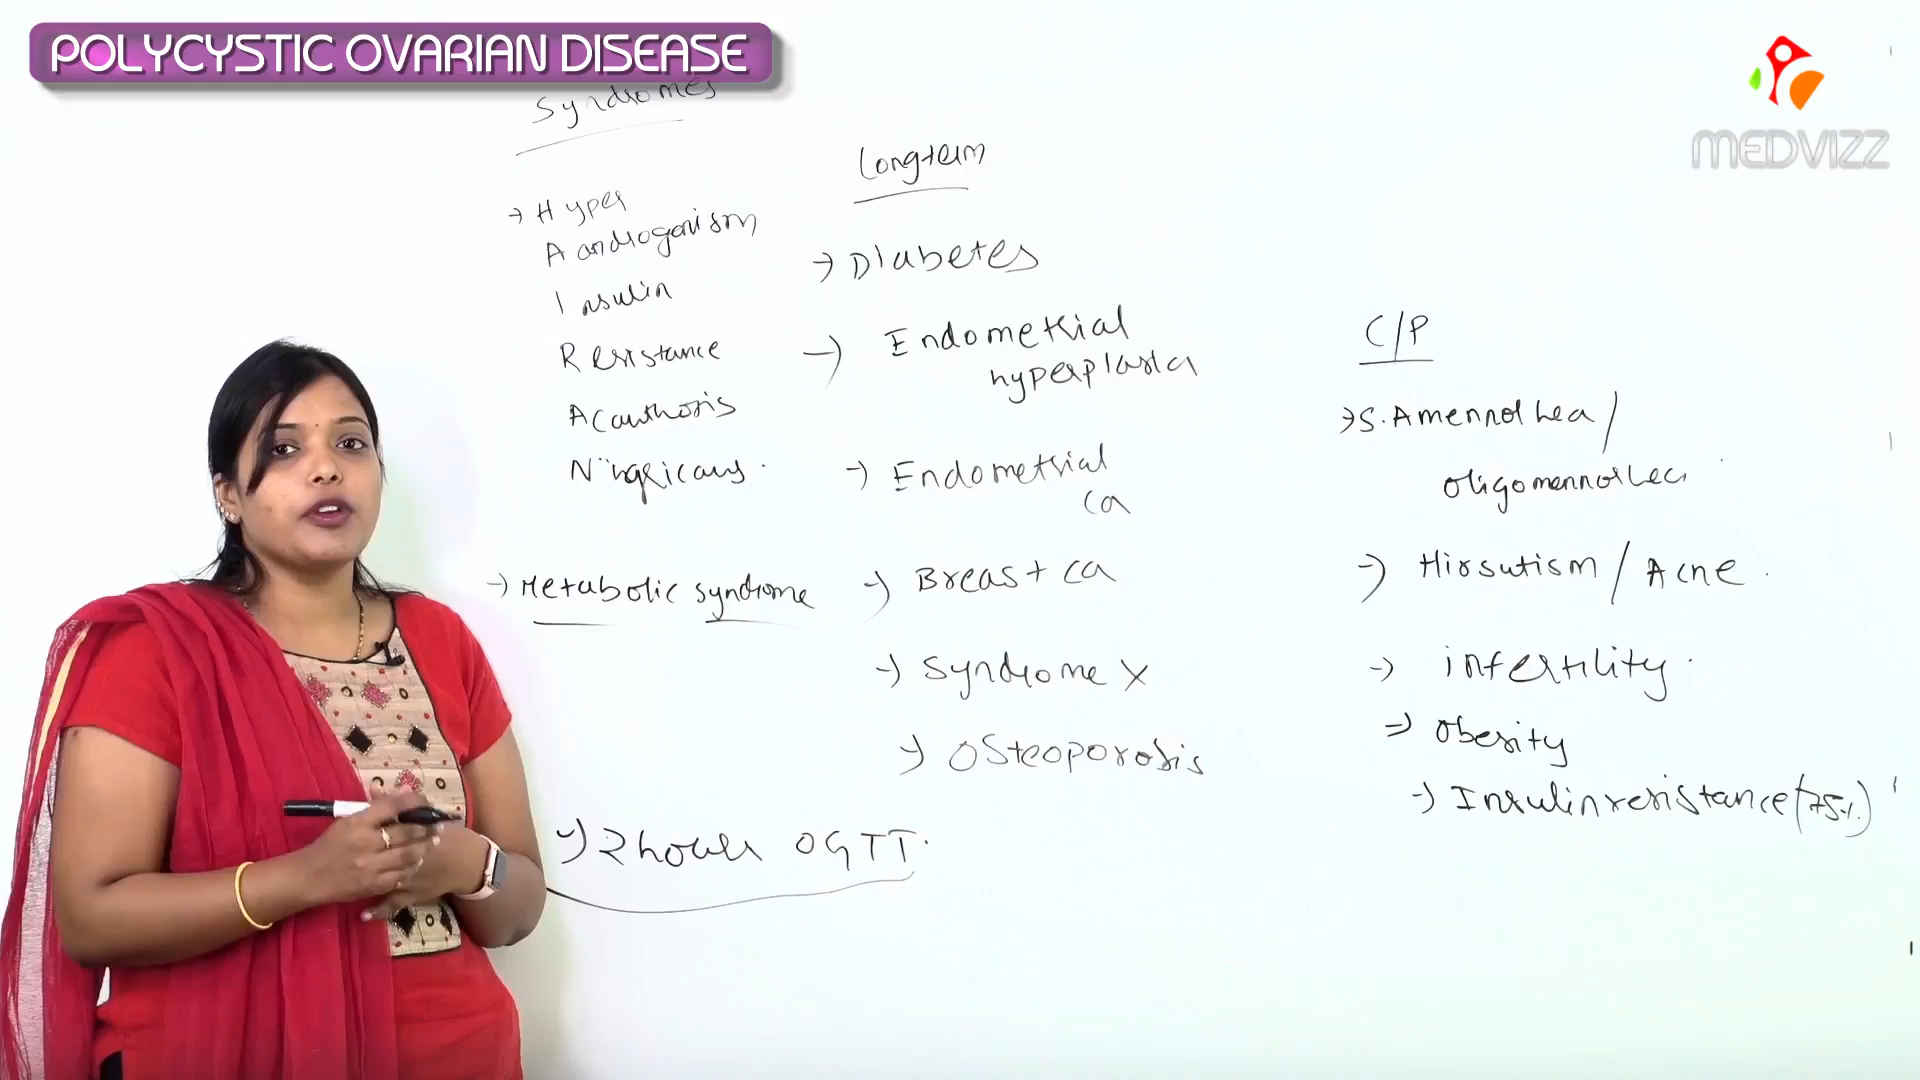 POLYCYSTIC OVARIAN DISEASE
MEDVIZZ
Syndromes
→ Hyper
A androgenism
Insulin
Resistance
Acanthosis
Nigricans.
→ Metabolic syndrome
→ 2 hours OGTT.
Longterm
→ Diabetes
→ Endometrial
hyperplasia
→ Endometrial
ca
→ Breast ca
→ Syndrome X
→ Osteoporosis
C/P
→ S. Amenorrhea /
oligomenorrhea
→ Hirsutism / Acne.
→ infertility.
→ Obesity
→ Insulin resistance (75%)